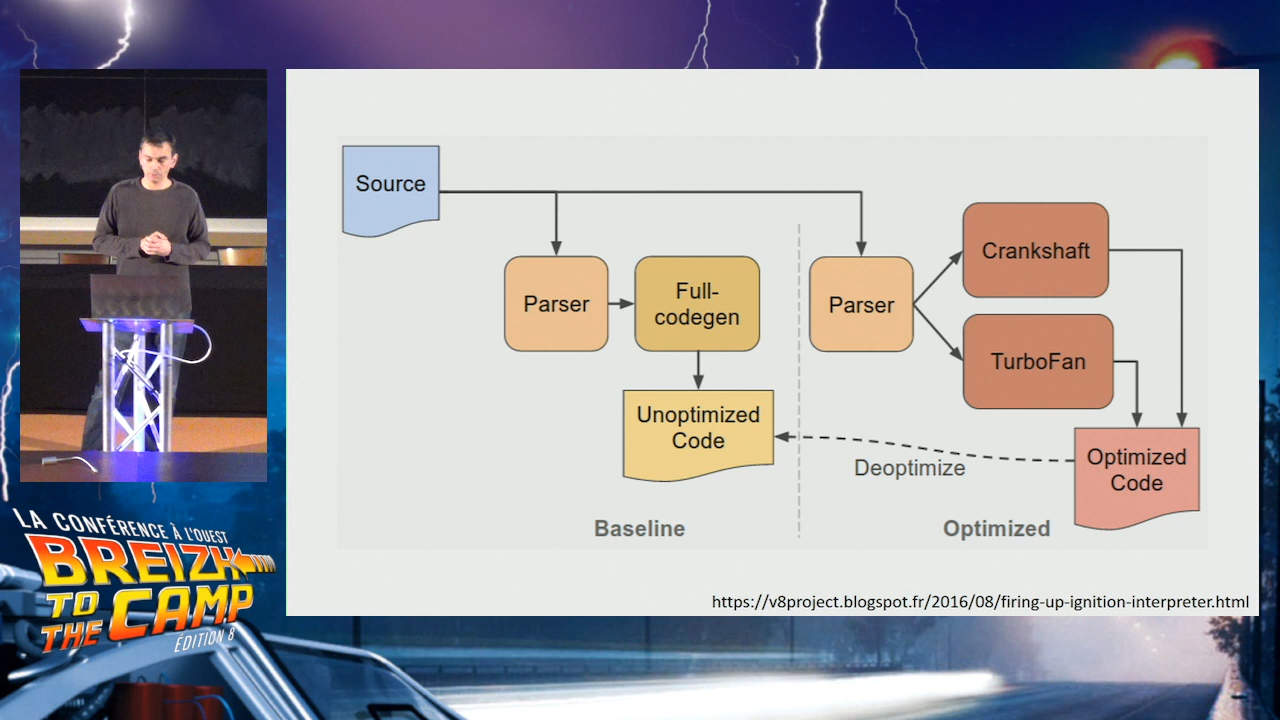 Source
Parser
Full-
codegen
Unoptimized
Code
Baseline
Parser
Crankshaft
TurboFan
Optimized
Code
Deoptimize
Optimized
https://v8project.blogspot.fr/2016/08/firing-up-ignition-interpreter.html
LA CONFÉRENCE À L'OUEST
BREIZH
TO
THE CAMP
ÉDITION 8